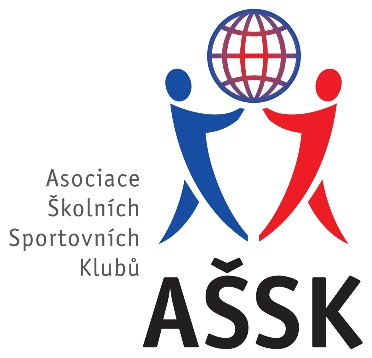 Asociace
Školních
Sportovních
Klubů
AŠSK